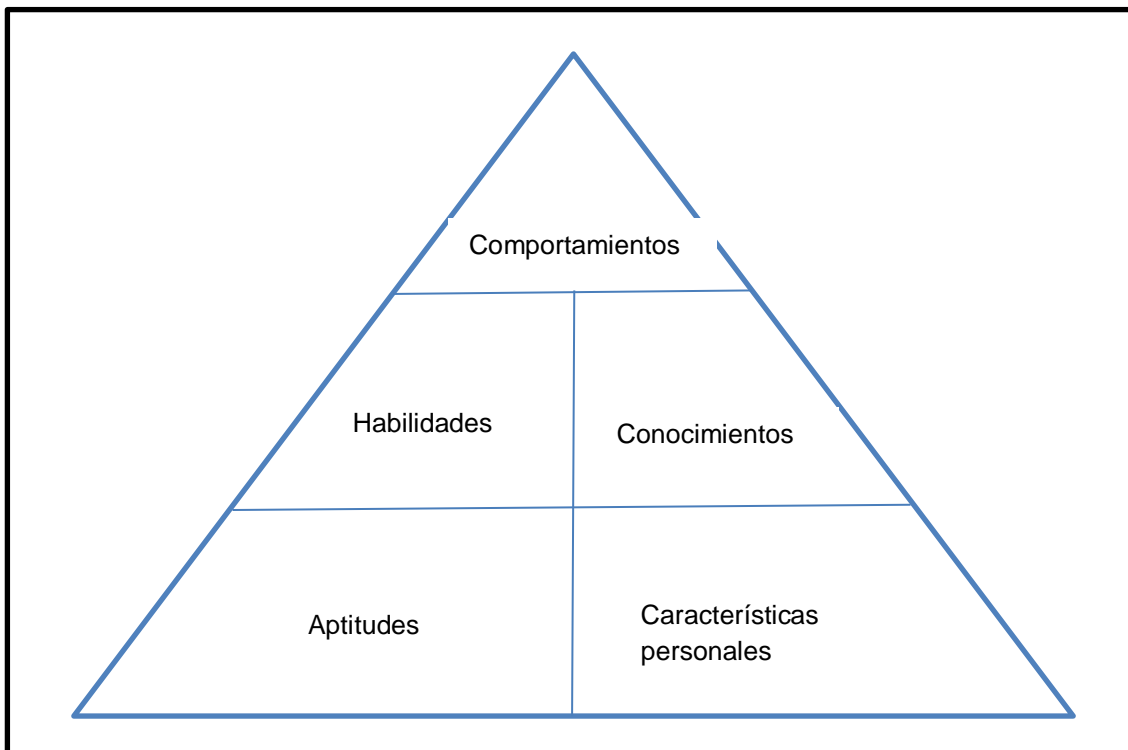 Comportamientos
Habilidades
Conocimientos
Aptitudes
Características
personales